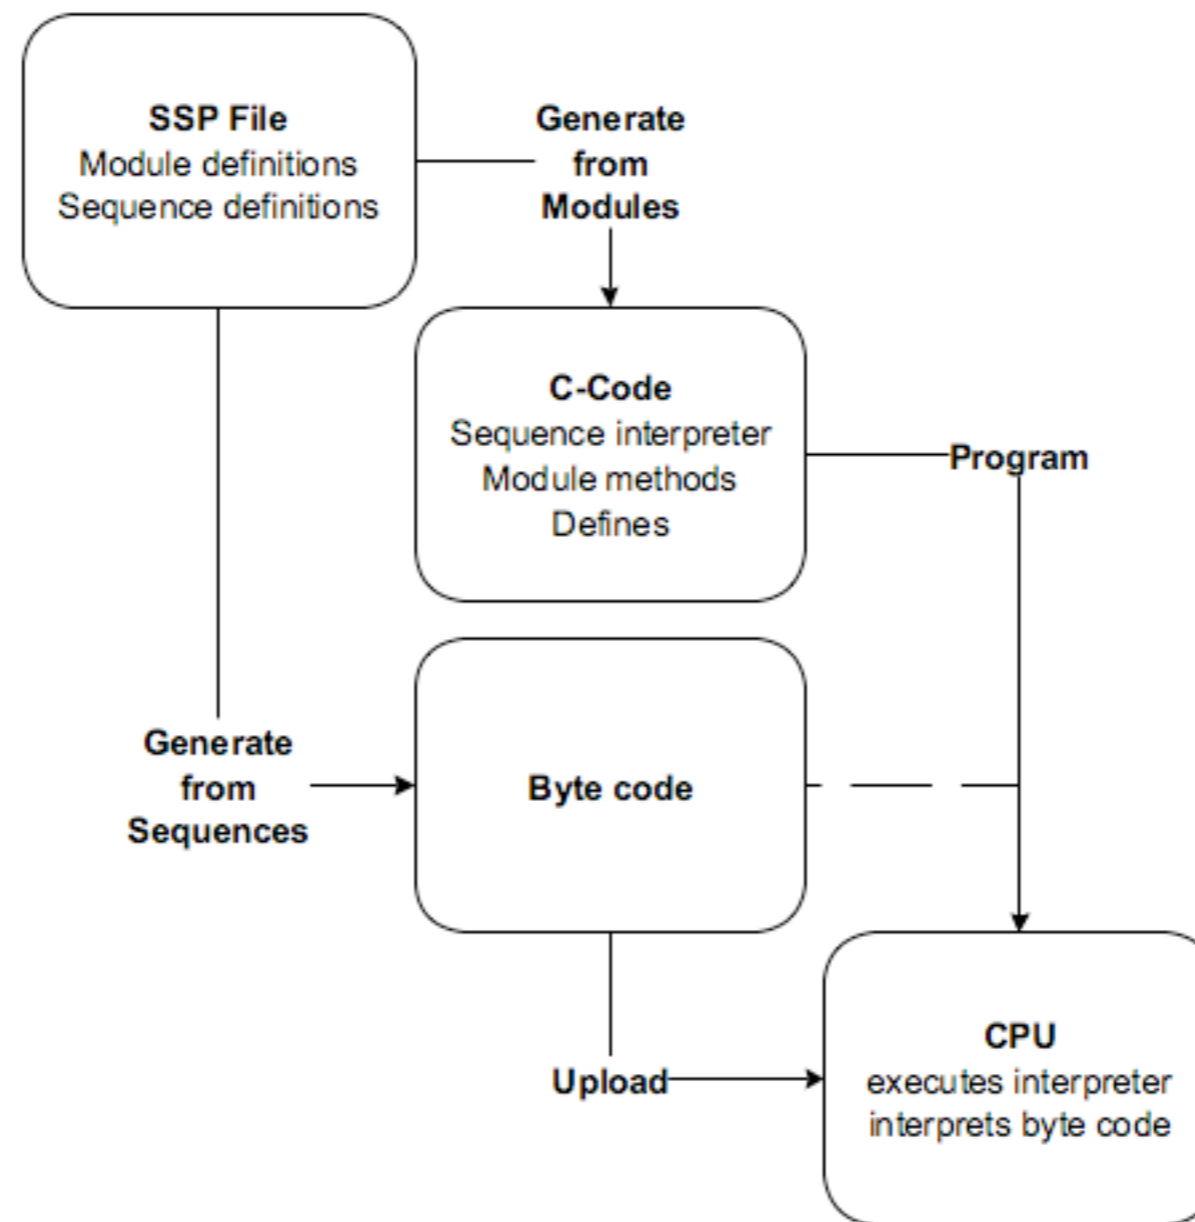 SSP File
Module definitions
Sequence definitions
Generate
from
Modules
C-Code
Sequence interpreter
Module methods
Defines
Program
Generate
from
Sequences
Byte code
Upload
CPU
executes interpreter
interprets byte code